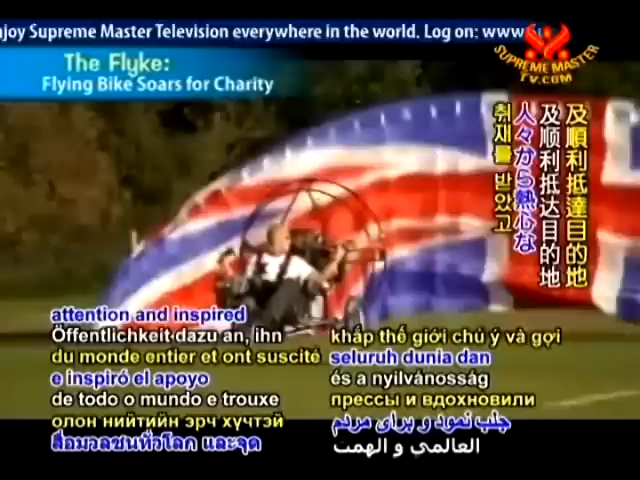 njoy Supreme Master Television everywhere in the world. Log on: www.
SUPREME MASTER
TV.COM
The Flyke:
Flying Bike Soars for Charity
及順利抵達目的地
及顺利抵达目的地
人々から熱心な
취재를 받았고
attention and inspired
Öffentlichkeit dazu an, ihn
du monde entier et ont suscité
e inspiró el apoyo
de todo o mundo e trouxe
олон нийтийн эрч хүчтэй
สื่อมวลชนทั่วโลก และจุด
khắp thế giới chú ý và gợi
seluruh dunia dan
és a nyilvánosság
прессы и вдохновили
جلب نمود و برای مردم
العالمي و الهمت